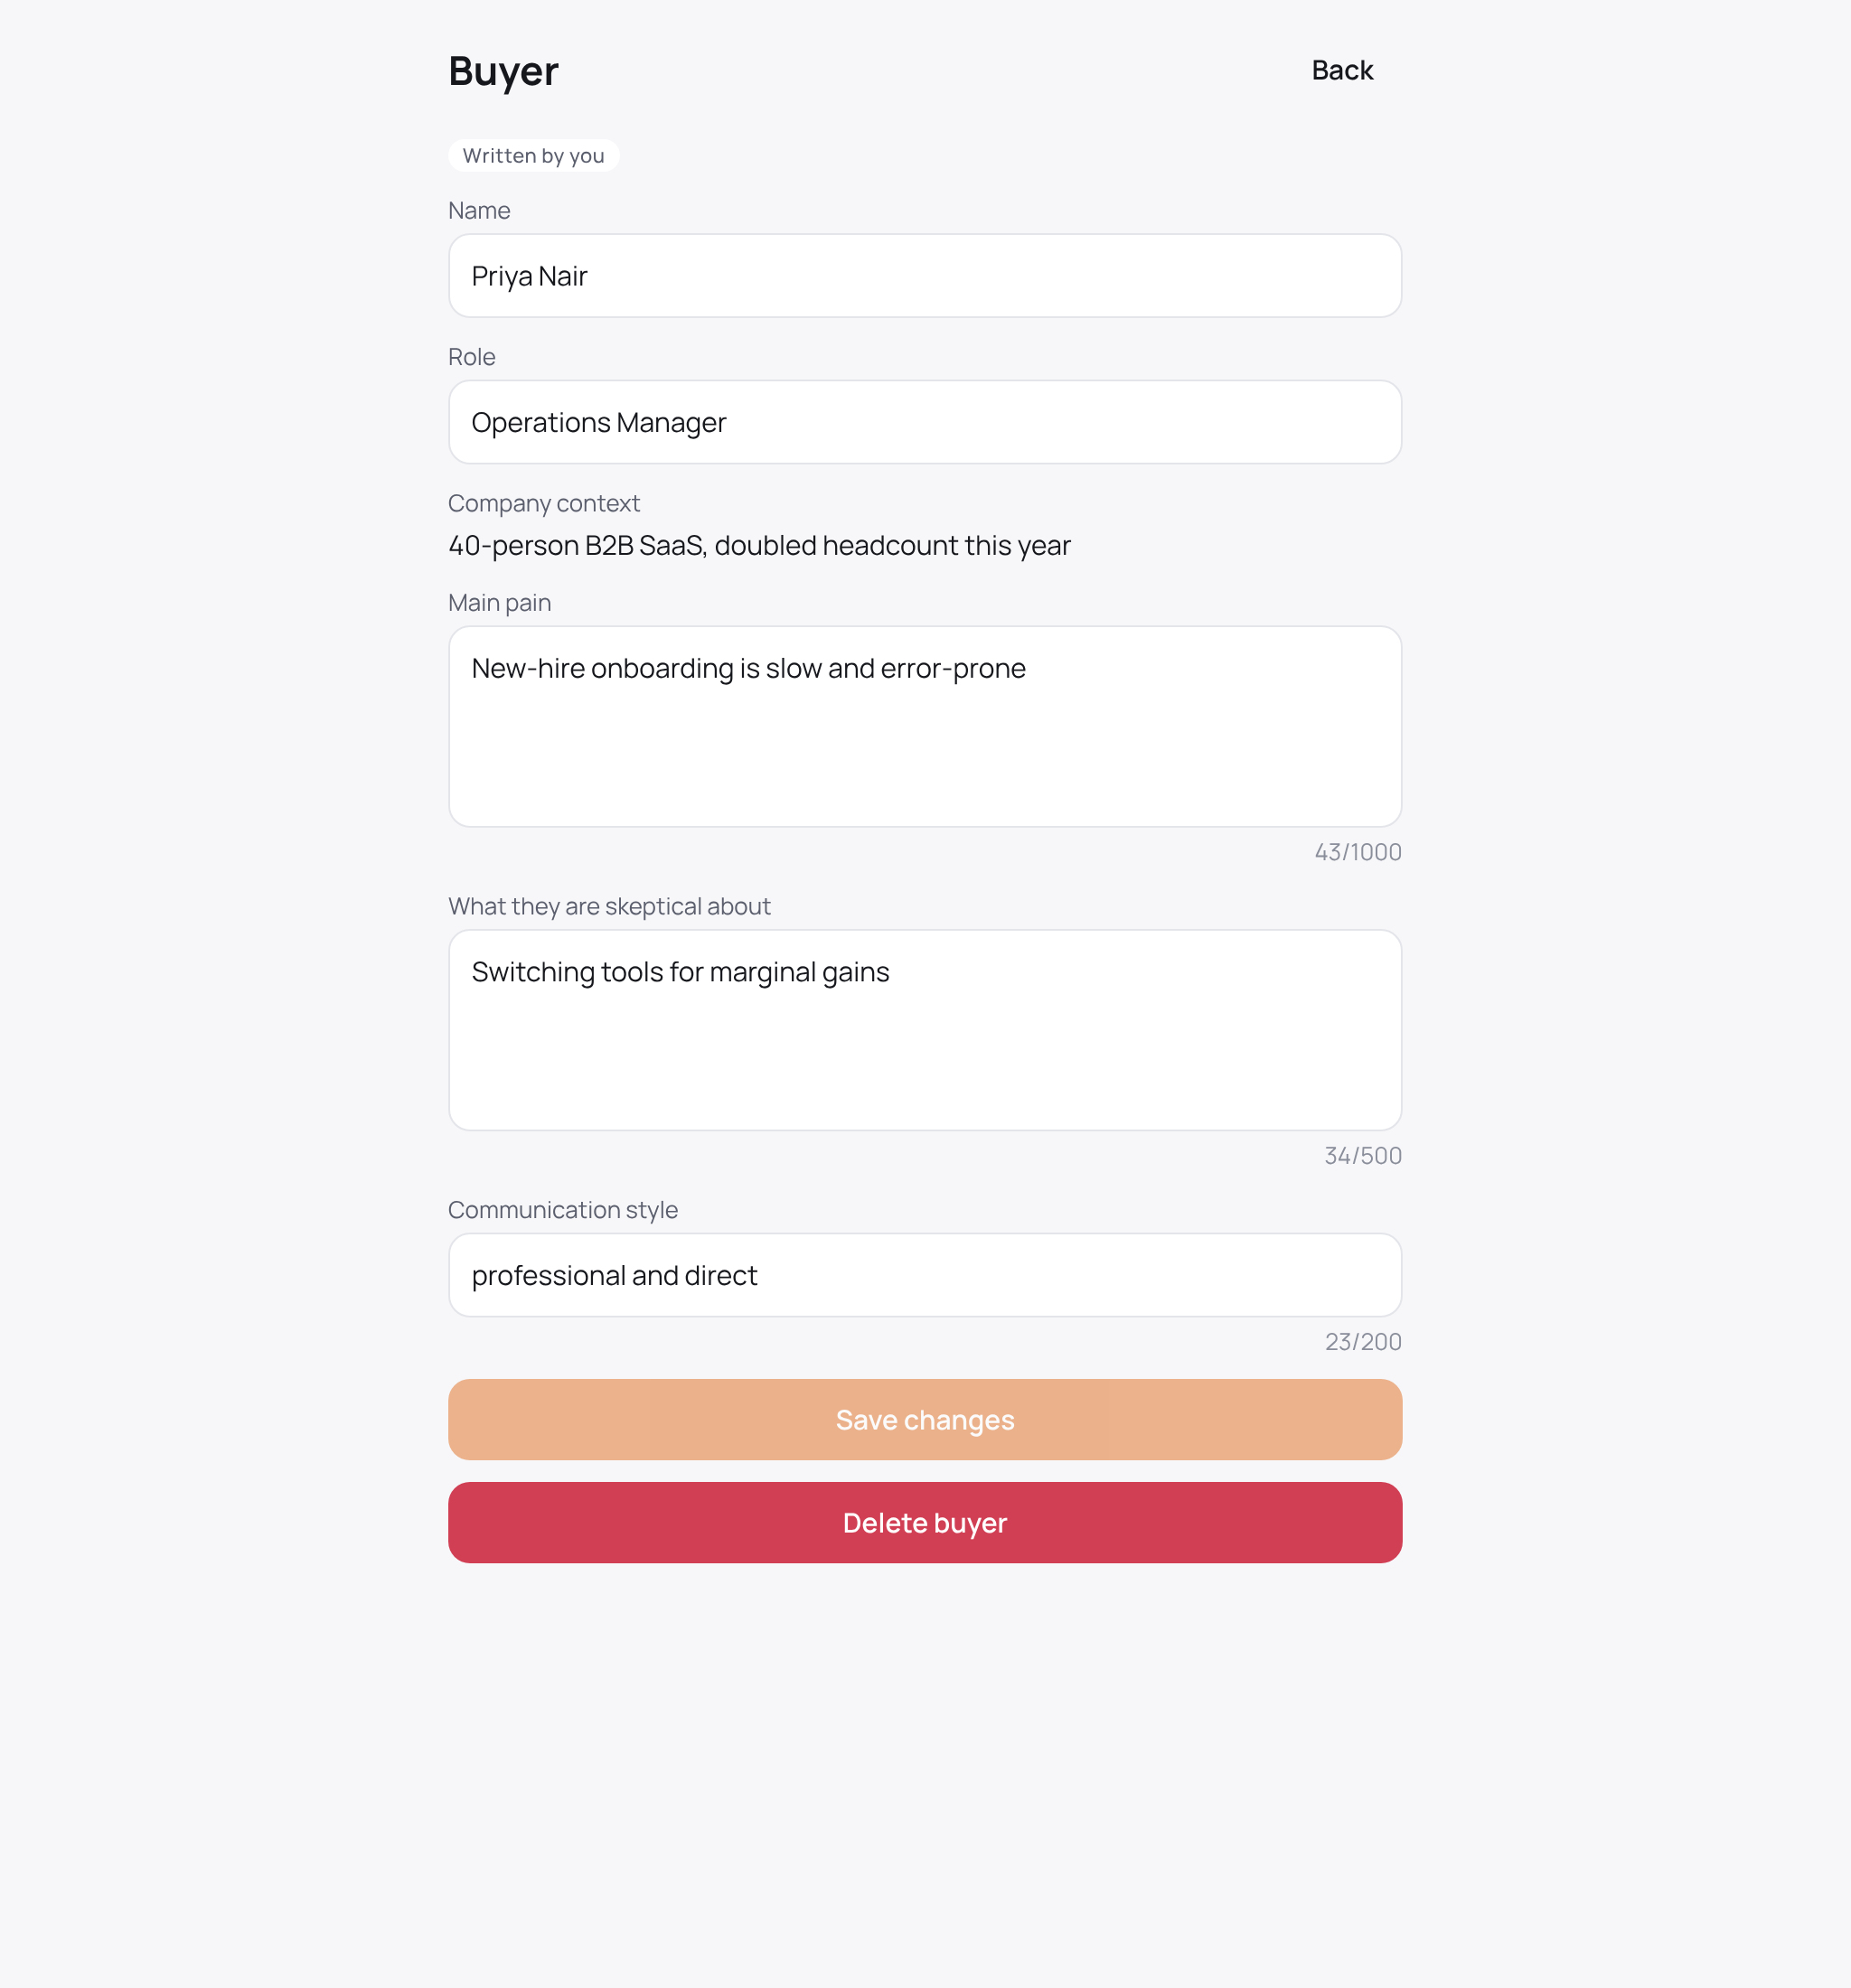 Buyer
Back
Written by you
Name
Priya Nair
Role
Operations Manager
Company context
40-person B2B SaaS, doubled headcount this year
Main pain
New-hire onboarding is slow and error-prone
43/1000
What they are skeptical about
Switching tools for marginal gains
34/500
Communication style
professional and direct
23/200
Save changes
Delete buyer